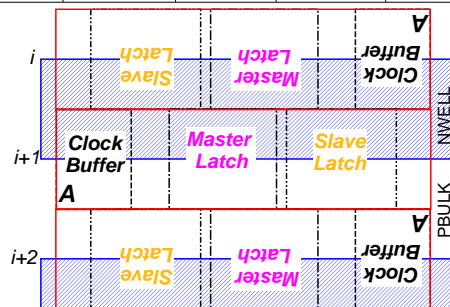 A
i
Slave
Latch
Master
Latch
Clock
Buffer
NWELL
i+1
Clock
Buffer
Master
Latch
Slave
Latch
A
PBULK
A
i+2
Slave
Latch
Master
Latch
Clock
Buffer